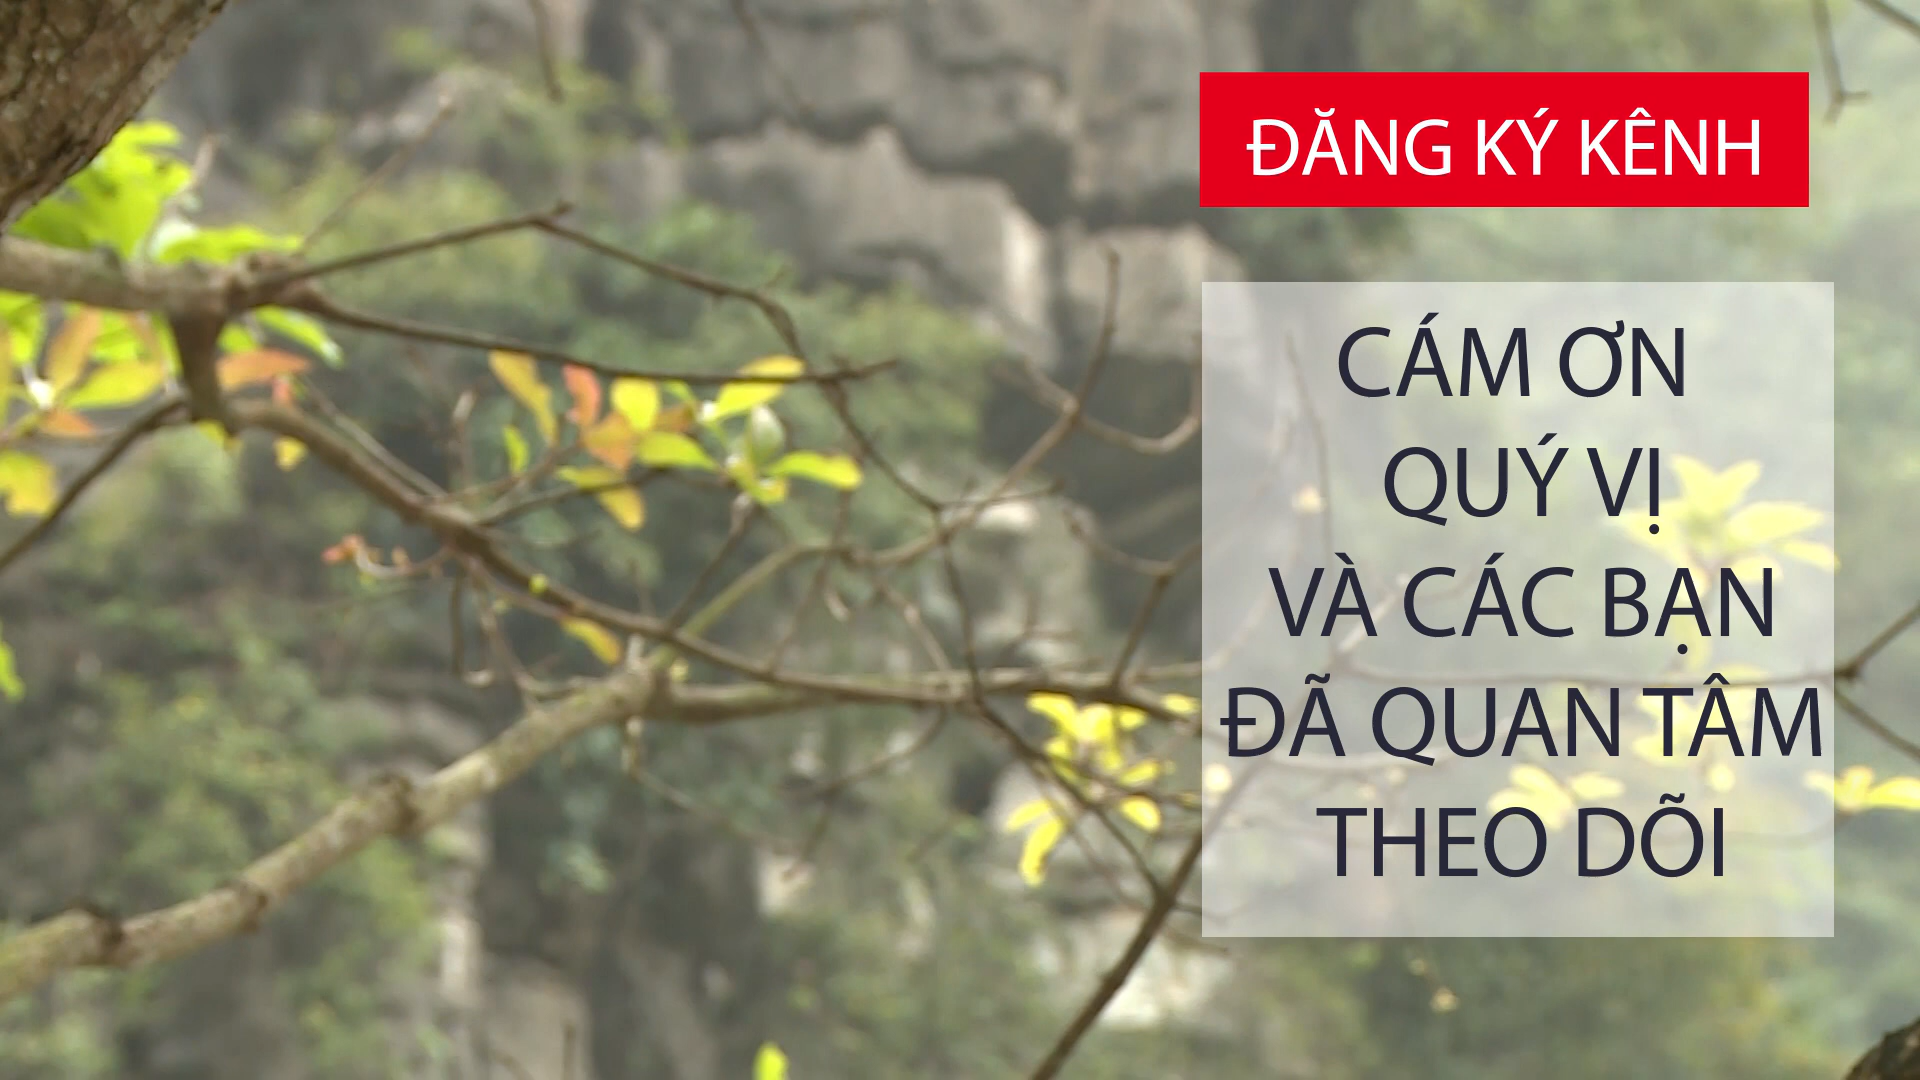 ĐĂNG KÝ KÊNH
CÁM ƠN
QUÝ VỊ
VÀ CÁC BẠN
ĐÃ QUAN TÂM
THEO DÕI